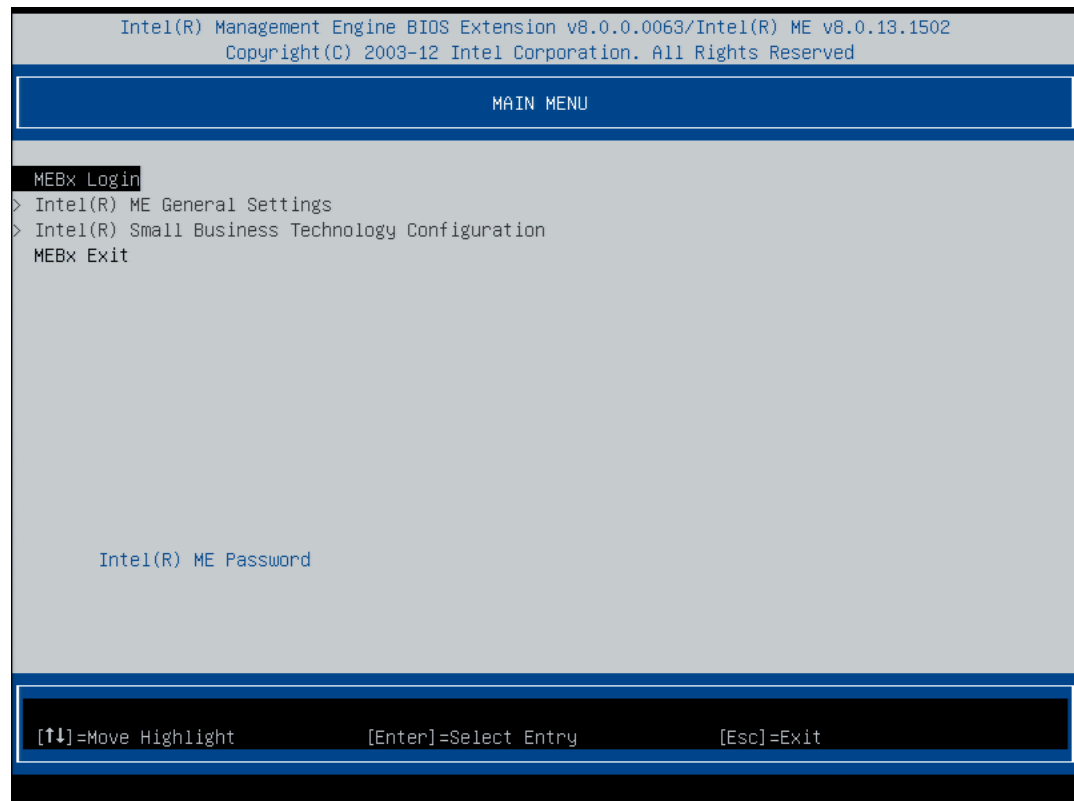 Intel(R) Management Engine BIOS Extension v8.0.0.0063/Intel(R) ME v8.0.13.1502
Copyright(C) 2003-12 Intel Corporation. All Rights Reserved
MAIN MENU
MEBx Login
> Intel(R) ME General Settings
> Intel(R) Small Business Technology Configuration
MEBx Exit
Intel(R) ME Password
[↑↓]=Move Highlight [Enter]=Select Entry [Esc]=Exit